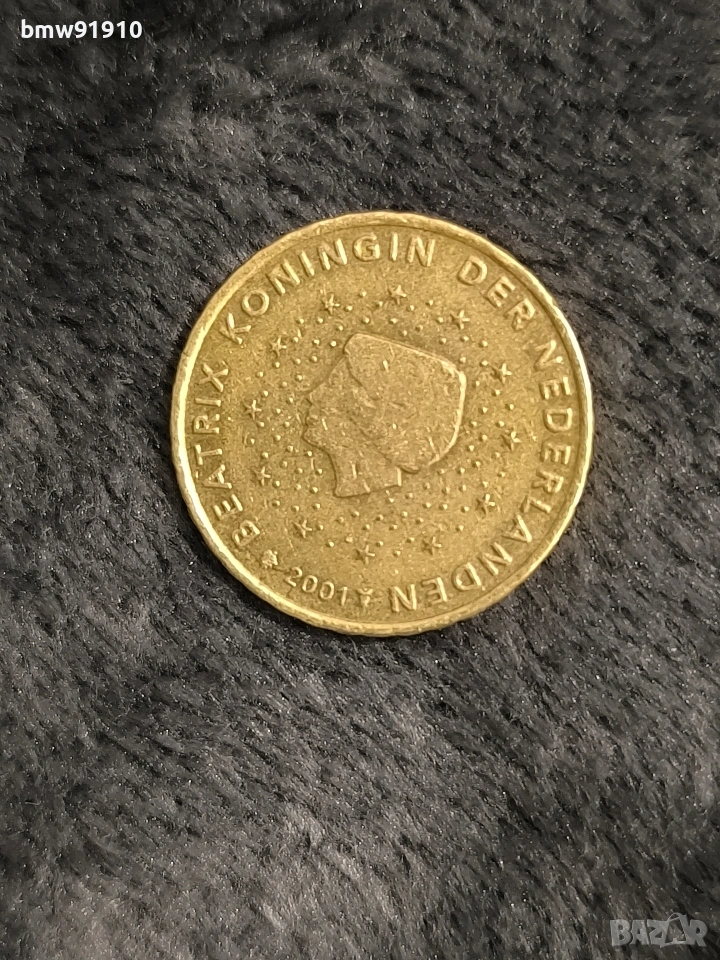 bmw91910
BEATRIX KONINGIN DER NEDERLANDEN
2001
BAZAR